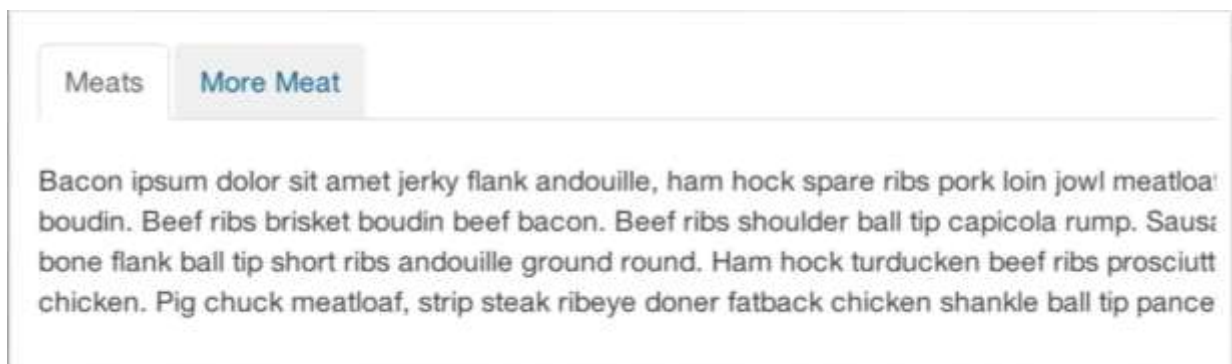 Meats More Meat
Bacon ipsum dolor sit amet jerky flank andouille, ham hock spare ribs pork loin jowl
boudin. Beef ribs brisket boudin beef bacon. Beef ribs shoulder ball tip capicola rump.
bone flank ball tip short ribs andouille ground round. Ham hock turducken beef ribs
chicken. Pig chuck meatloaf, strip steak ribeye doner fatback chicken shankle ball tip